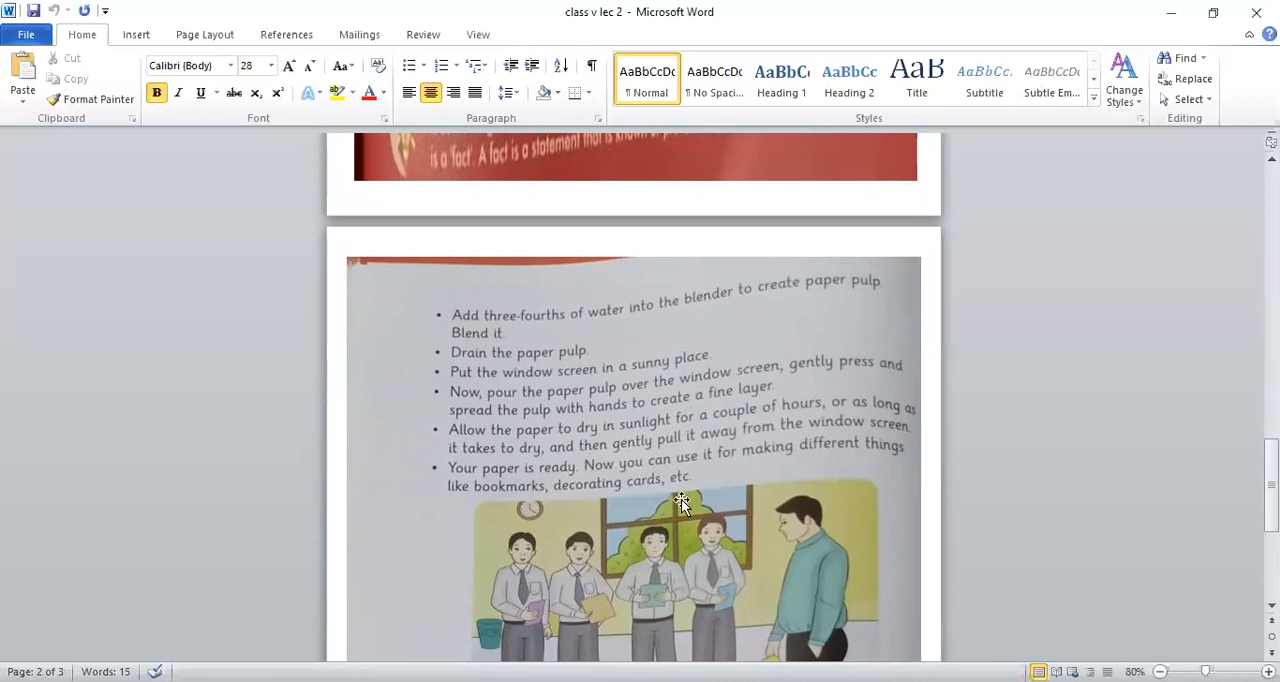 class v lec 2 - Microsoft Word
File Home Insert Page Layout References Mailings Review View
Cut
Copy
Format Painter
Paste
Calibri (Body) 28
Clipboard Font Paragraph Styles Editing
AaBbCcDc AaBbCcDc AaBbC AaBbCc AaB AaBbCc. AaBbCcDc
¶ Normal ¶ No Spaci... Heading 1 Heading 2 Title Subtitle Subtle Em...
Change
Styles
Find
Replace
Select
is a 'fact'. A fact is a statement that is known
• Add three-fourths of water into the blender to create paper pulp.
Blend it.
• Drain the paper pulp.
• Put the window screen in a sunny place.
• Now, pour the paper pulp over the window screen, gently press and
spread the pulp with hands to create a fine layer.
• Allow the paper to dry in sunlight for a couple of hours, or as long as
it takes to dry, and then gently pull it away from the window screen.
• Your paper is ready. Now you can use it for making different things
like bookmarks, decorating cards, etc.
Page: 2 of 3 Words: 15 80%